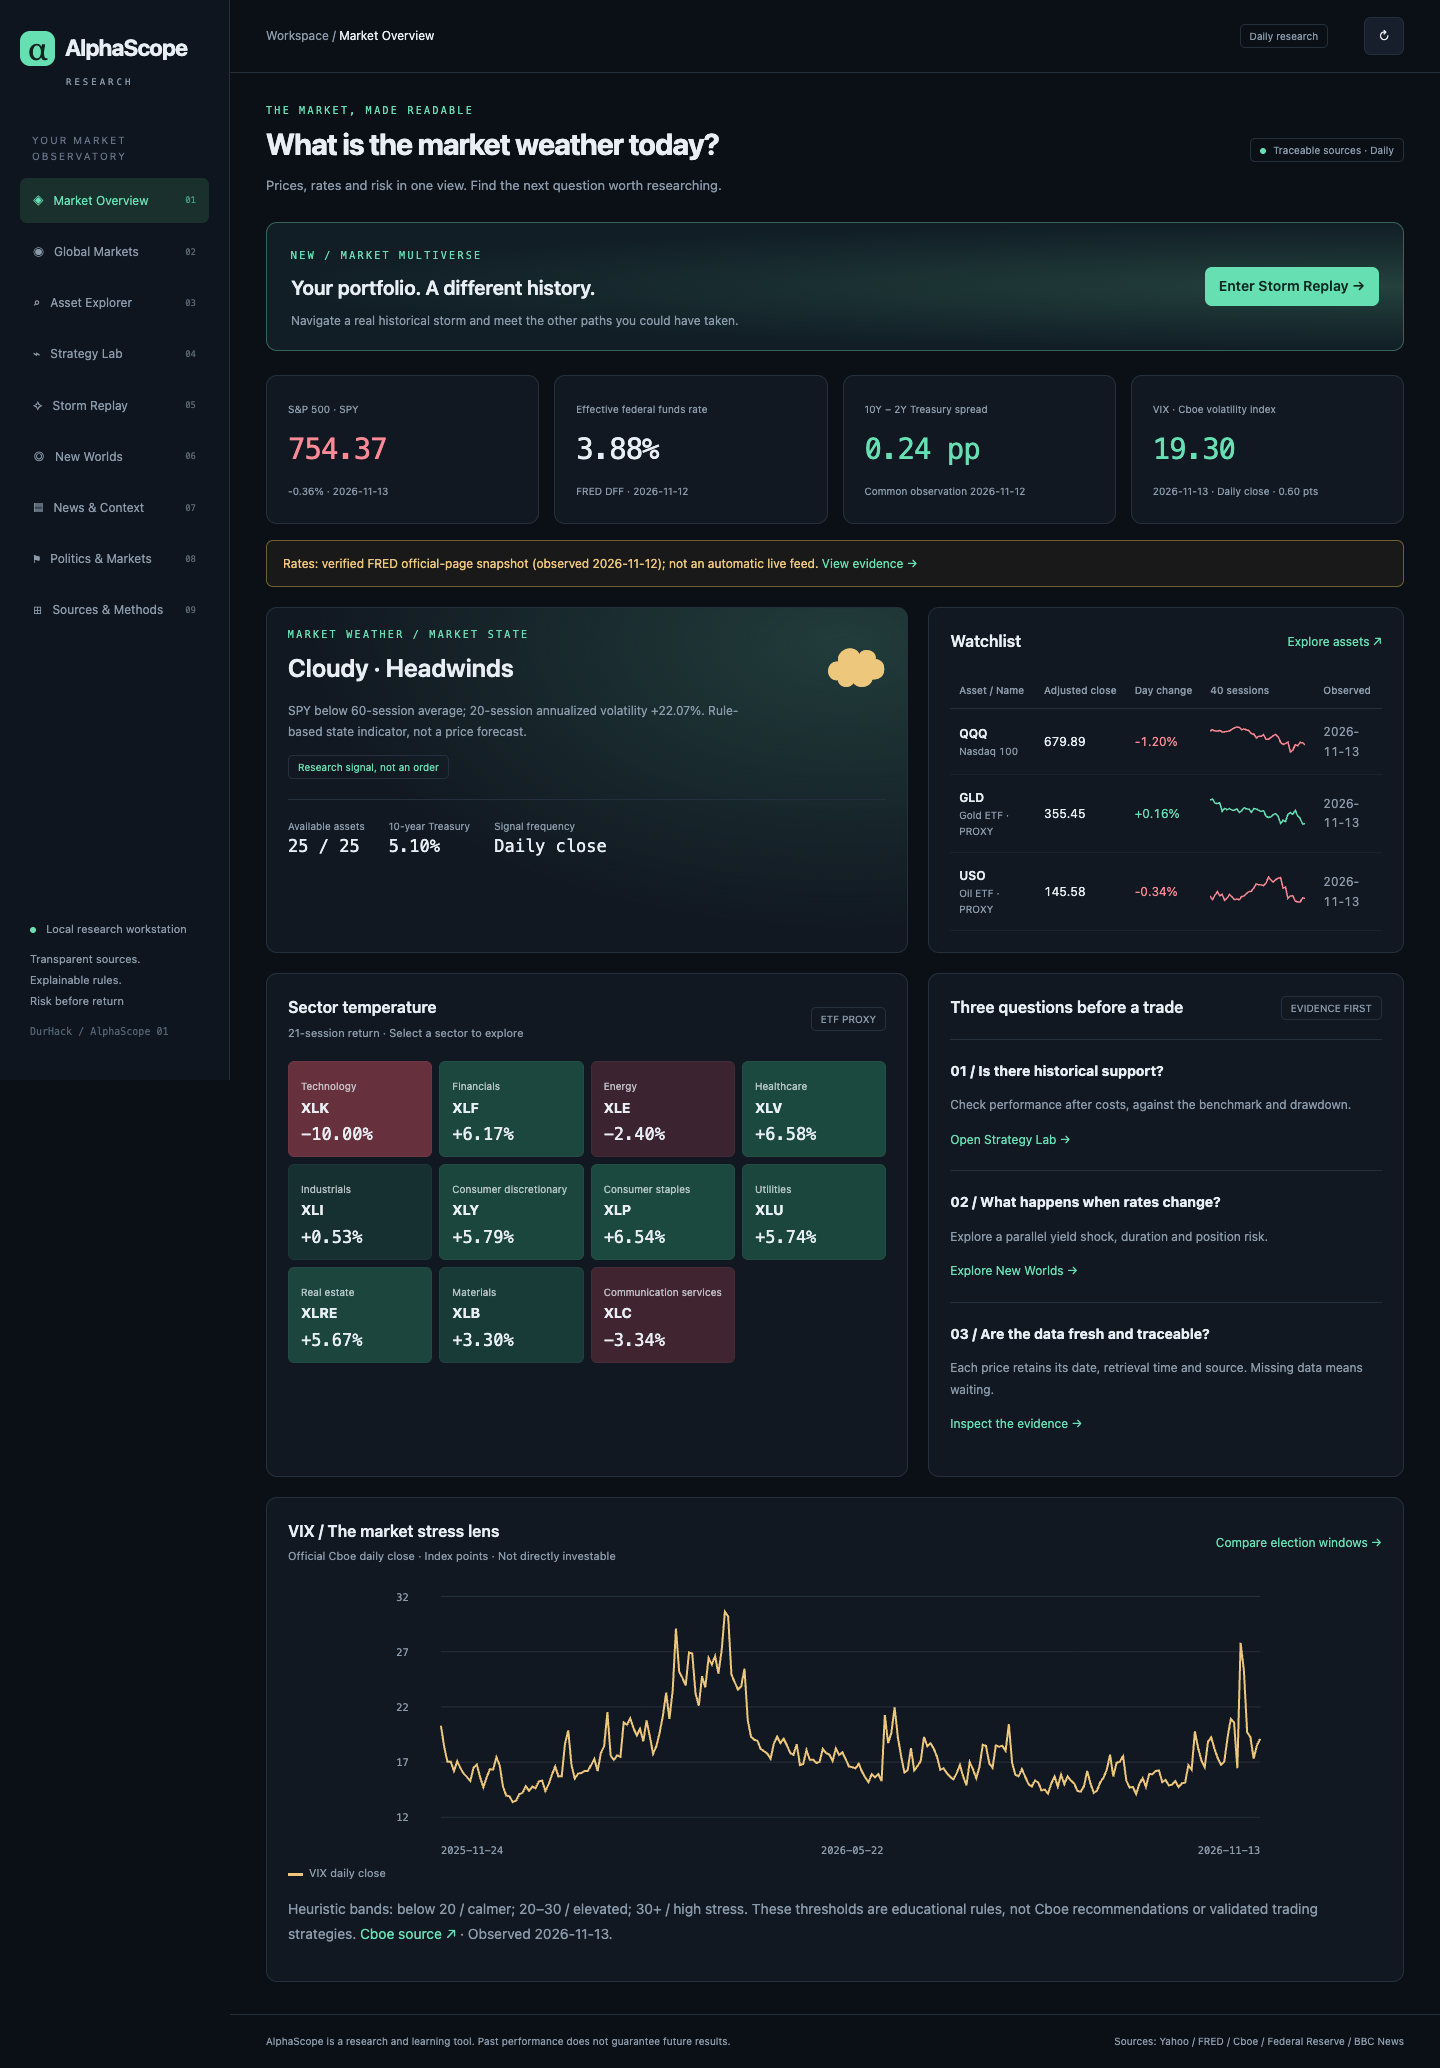 α AlphaScope
RESEARCH
YOUR MARKET
OBSERVATORY
Market Overview 01
Global Markets 02
Asset Explorer 03
Strategy Lab 04
Storm Replay 05
New Worlds 06
News & Context 07
Politics & Markets 08
Sources & Methods 09
Local research workstation
Transparent sources.
Explainable rules.
Risk before return
DurHack / AlphaScope 01
Workspace / Market Overview
Daily research
THE MARKET, MADE READABLE
What is the market weather today?
Prices, rates and risk in one view. Find the next question worth researching.
Traceable sources · Daily
NEW / MARKET MULTIVERSE
Your portfolio. A different history.
Navigate a real historical storm and meet the other paths you could have taken.
Enter Storm Replay →
S&P 500 · SPY
754.37
-0.36% · 2026-11-13
Effective federal funds rate
3.88%
FRED DFF · 2026-11-12
10Y − 2Y Treasury spread
0.24 pp
Common observation 2026-11-12
VIX · Cboe volatility index
19.30
2026-11-13 · Daily close · 0.60 pts
Rates: verified FRED official-page snapshot (observed 2026-11-12); not an automatic live feed. View evidence →
MARKET WEATHER / MARKET STATE
Cloudy · Headwinds
SPY below 60-session average; 20-session annualized volatility +22.07%. Rule-
based state indicator, not a price forecast.
Research signal, not an order
Available assets
25 / 25
10-year Treasury
5.10%
Signal frequency
Daily close
Watchlist
Explore assets ↗
Asset / Name Adjusted close Day change 40 sessions Observed
QQQ
Nasdaq 100
679.89
-1.20%
2026-
11-13
GLD
Gold ETF ·
PROXY
355.45
+0.16%
2026-
11-13
USO
Oil ETF ·
PROXY
145.58
-0.34%
2026-
11-13
Sector temperature
21-session return · Select a sector to explore
ETF PROXY
Technology
XLK
−10.00%
Financials
XLF
+6.17%
Energy
XLE
−2.40%
Healthcare
XLV
+6.58%
Industrials
XLI
+0.53%
Consumer discretionary
XLY
+5.79%
Consumer staples
XLP
+6.54%
Utilities
XLU
+5.74%
Real estate
XLRE
+5.67%
Materials
XLB
+3.30%
Communication services
XLC
−3.34%
Three questions before a trade
EVIDENCE FIRST
01 / Is there historical support?
Check performance after costs, against the benchmark and drawdown.
Open Strategy Lab →
02 / What happens when rates change?
Explore a parallel yield shock, duration and position risk.
Explore New Worlds →
03 / Are the data fresh and traceable?
Each price retains its date, retrieval time and source. Missing data means
waiting.
Inspect the evidence →
VIX / The market stress lens
Official Cboe daily close · Index points · Not directly investable
Compare election windows →
32
27
22
17
12
2025-11-24
2026-05-22
2026-11-13
VIX daily close
Heuristic bands: below 20 / calmer; 20–30 / elevated; 30+ / high stress. These thresholds are educational rules, not Cboe recommendations or validated trading
strategies. Cboe source ↗ · Observed 2026-11-13.
AlphaScope is a research and learning tool. Past performance does not guarantee future results.
Sources: Yahoo / FRED / Cboe / Federal Reserve / BBC News